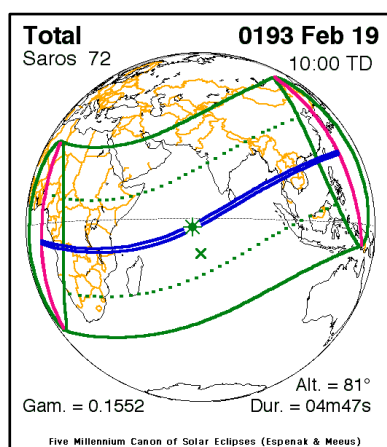 Total 0193 Feb 19
Saros 72 10:00 TD
Alt. = 81°
Gam. = 0.1552 Dur. = 04m47s
Five Millennium Canon of Solar Eclipses (Espenak & Meeus)